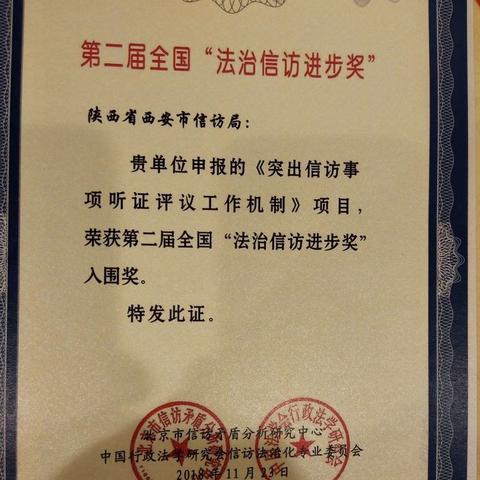 第二届全国“法治信访进步奖”
陕西省西安市信访局：
贵单位申报的《突出信访事
项听证评议工作机制》项目，
荣获第二届全国“法治信访进步奖”
入围奖。
特发此证。
北京市信访矛盾分析研究中心
中国行政法学研究会信访法治化专业委员会
2018年11月23日